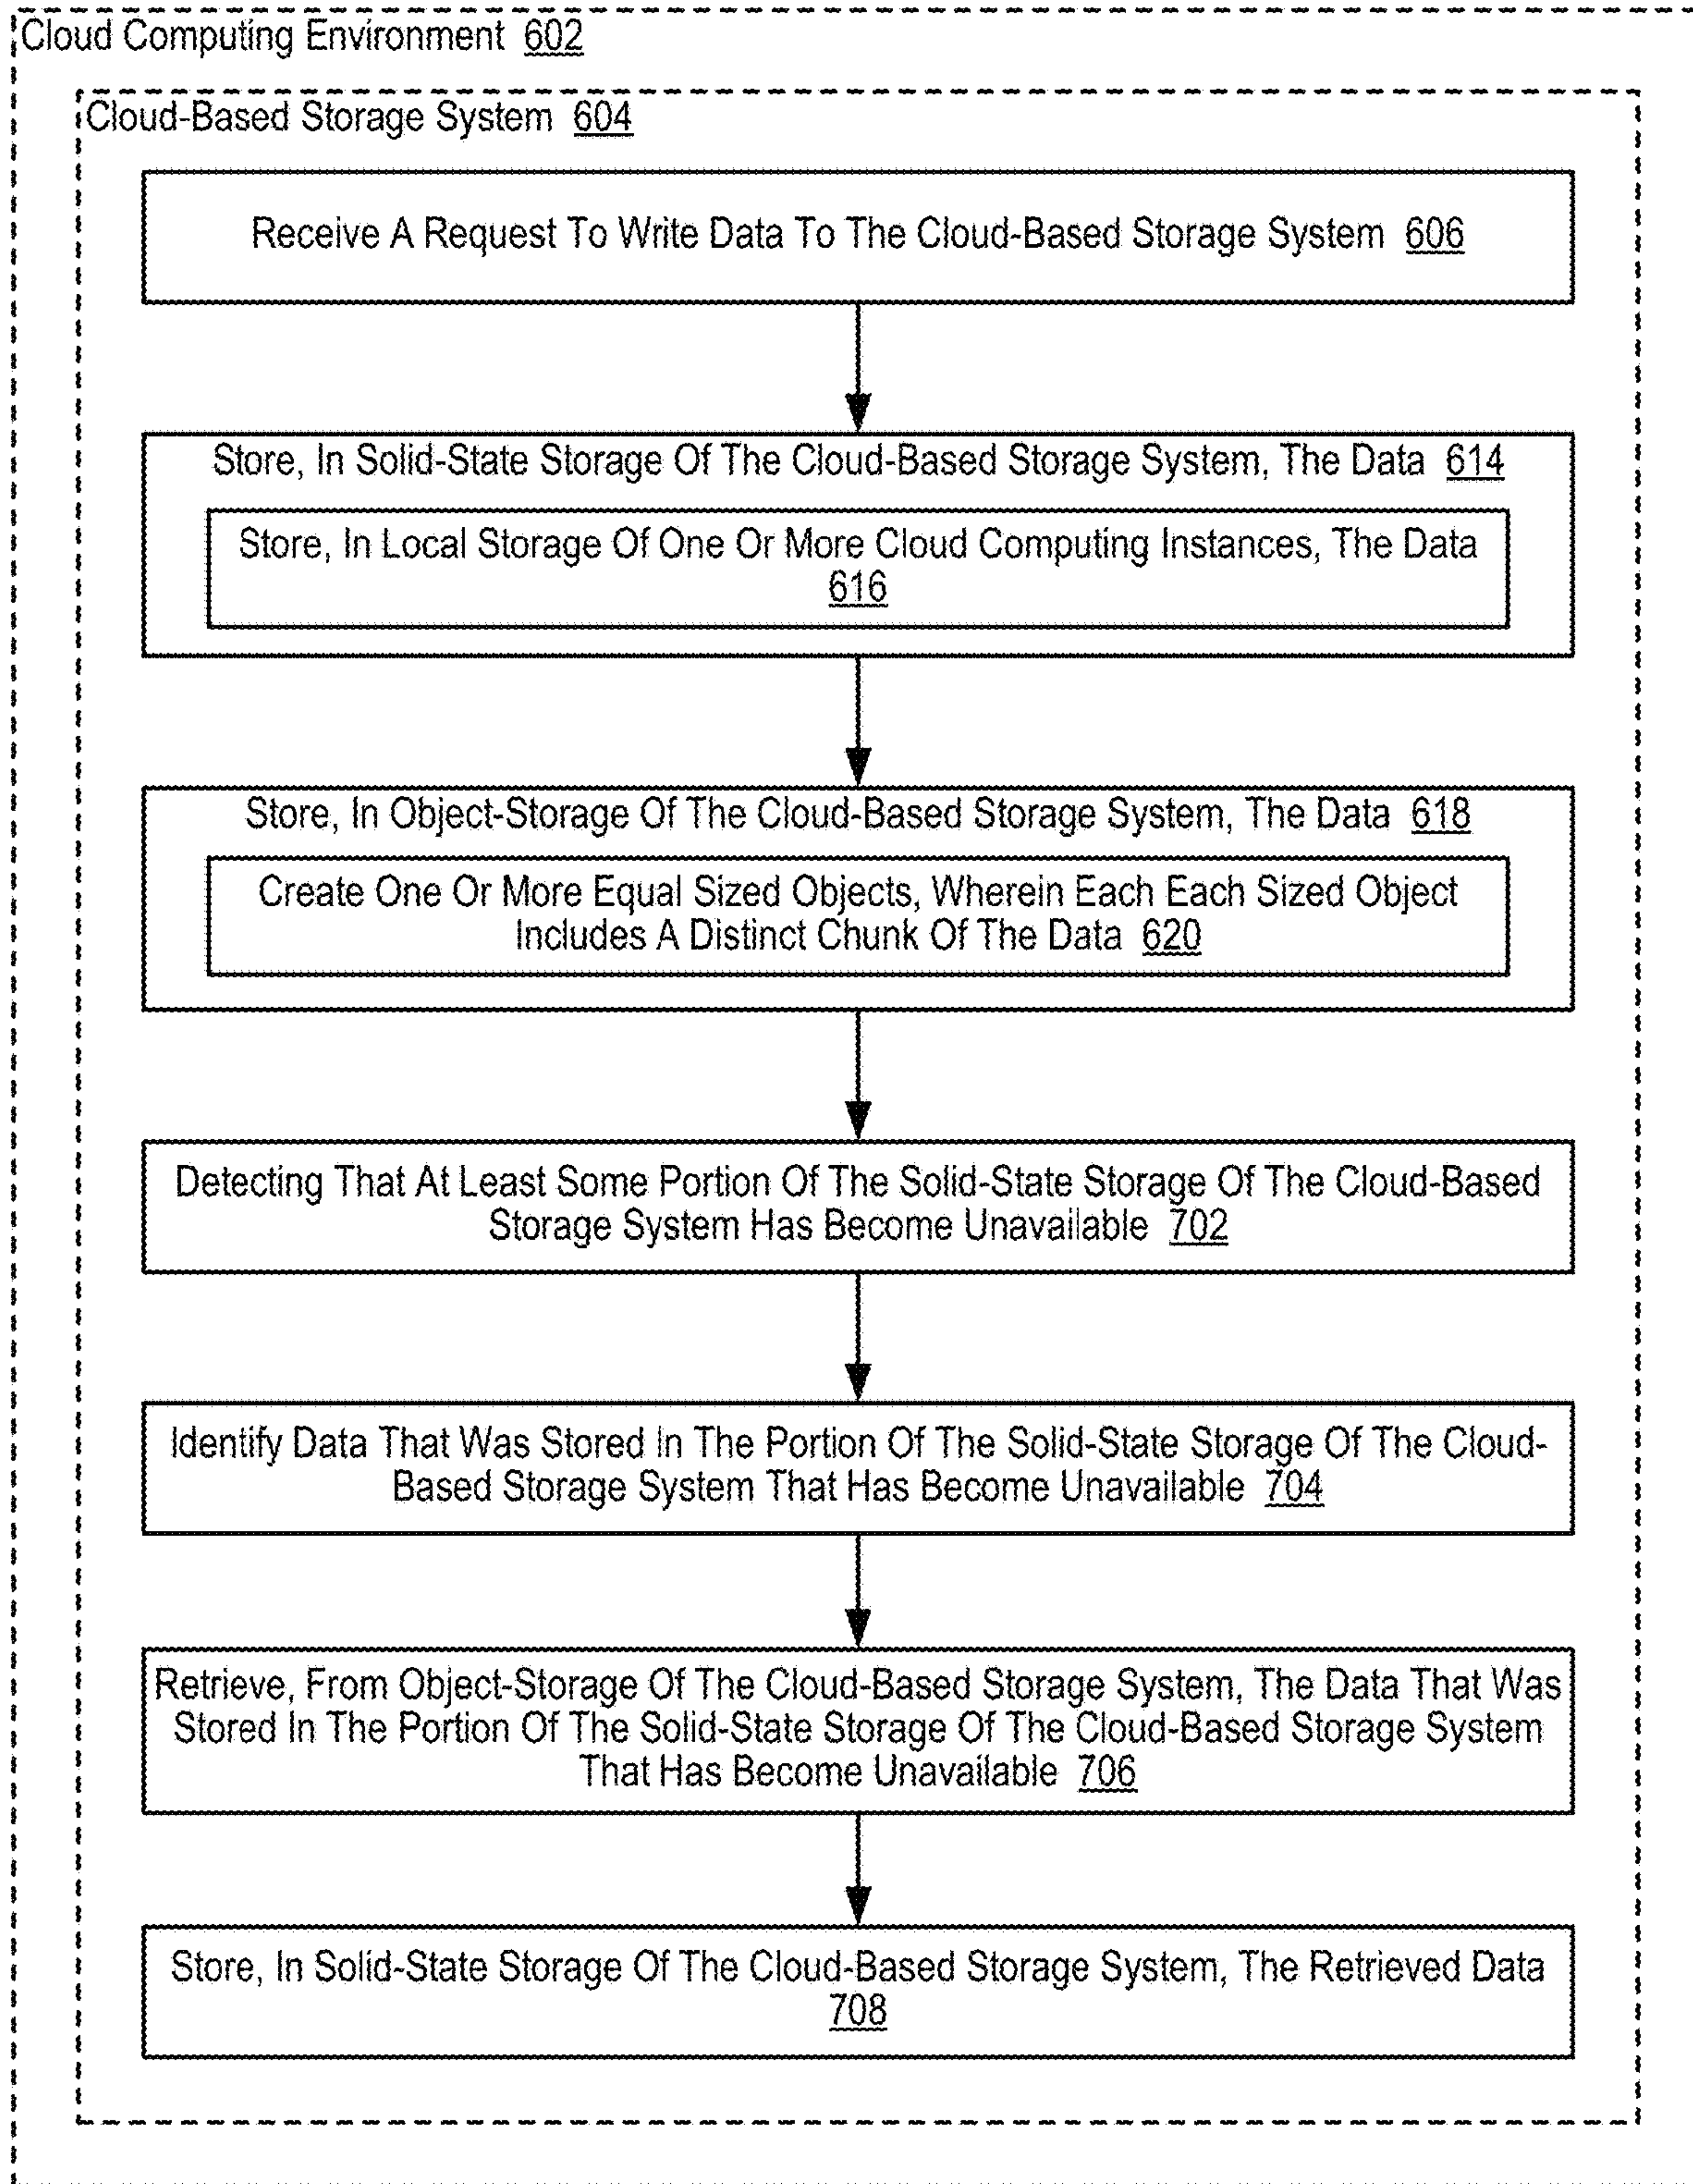 Cloud Computing Environment 602
Cloud-Based Storage System 604
Receive A Request To Write Data To The Cloud-Based Storage System 606
Store, In Solid-State Storage Of The Cloud-Based Storage System, The Data 614
Store, In Local Storage Of One Or More Cloud Computing Instances, The Data
616
Store, In Object-Storage Of The Cloud-Based Storage System, The Data 618
Create One Or More Equal Sized Objects, Wherein Each Each Sized Object
Includes A Distinct Chunk Of The Data 620
Detecting That At Least Some Portion Of The Solid-State Storage Of The Cloud-Based
Storage System Has Become Unavailable 702
Identify Data That Was Stored In The Portion Of The Solid-State Storage Of The Cloud-
Based Storage System That Has Become Unavailable 704
Retrieve, From Object-Storage Of The Cloud-Based Storage System, The Data That Was
Stored In The Portion Of The Solid-State Storage Of The Cloud-Based Storage System
That Has Become Unavailable 706
Store, In Solid-State Storage Of The Cloud-Based Storage System, The Retrieved Data
708